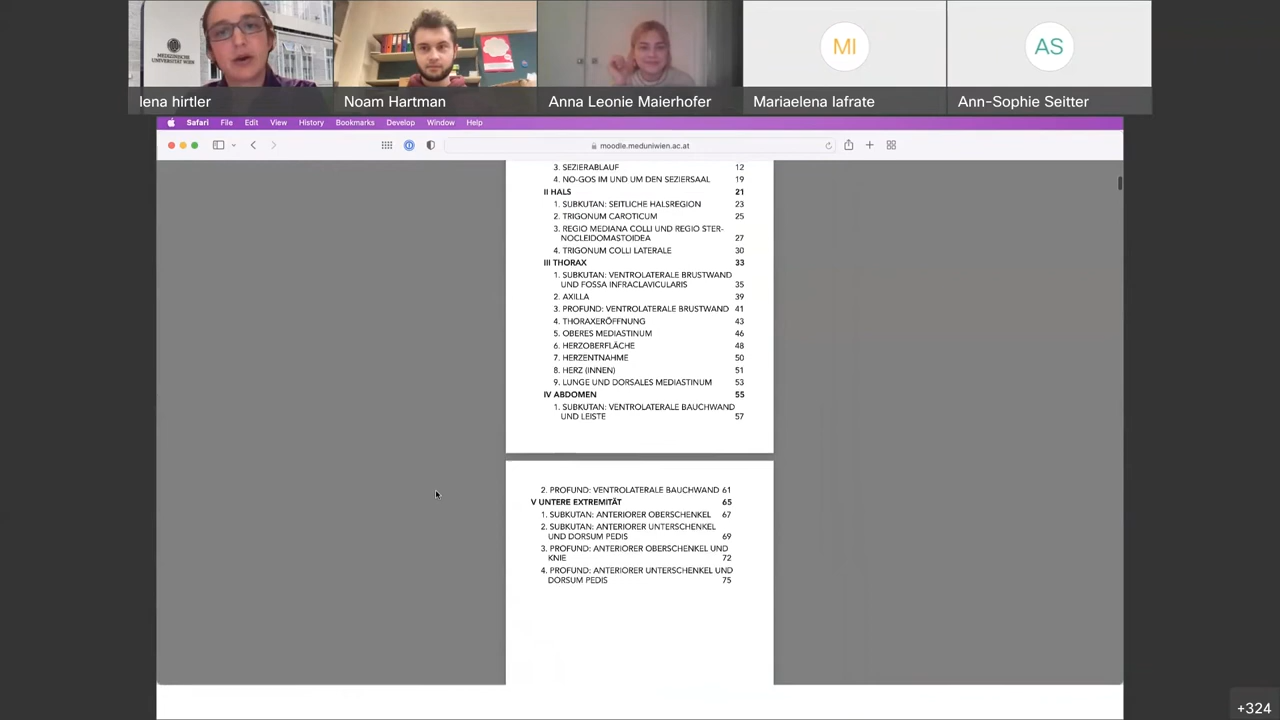 MEDIZINISCHE
UNIVERSITÄT WIEN
lena hirtler
Noam Hartman
Anna Leonie Maierhofer
MI
Mariaelena Iafrate
AS
Ann-Sophie Seitter
Safari File Edit View History Bookmarks Develop Window Help
moodle.meduniwien.ac.at
3. SEZIERABLAUF 12
4. NO-GOS IM UND UM DEN SEZIERSAAL 19
II HALS 21
1. SUBKUTAN: SEITLICHE HALSREGION 23
2. TRIGONUM CAROTICUM 25
3. REGIO MEDIANA COLLI UND REGIO STER-
NOCLEIDOMASTOIDEA 27
4. TRIGONUM COLLI LATERALE 30
III THORAX 33
1. SUBKUTAN: VENTROLATERALE BRUSTWAND
UND FOSSA INFRACLAVICULARIS 35
2. AXILLA 39
3. PROFUND: VENTROLATERALE BRUSTWAND 41
4. THORAXERÖFFNUNG 43
5. OBERES MEDIASTINUM 46
6. HERZOBERFLÄCHE 48
7. HERZENTNAHME 50
8. HERZ (INNEN) 51
9. LUNGE UND DORSALES MEDIASTINUM 53
IV ABDOMEN 55
1. SUBKUTAN: VENTROLATERALE BAUCHWAND
UND LEISTE 57
2. PROFUND: VENTROLATERALE BAUCHWAND 61
V UNTERE EXTREMITÄT 65
1. SUBKUTAN: ANTERIORER OBERSCHENKEL 67
2. SUBKUTAN: ANTERIORER UNTERSCHENKEL
UND DORSUM PEDIS 69
3. PROFUND: ANTERIORER OBERSCHENKEL UND
KNIE 72
4. PROFUND: ANTERIORER UNTERSCHENKEL UND
DORSUM PEDIS 75
+324